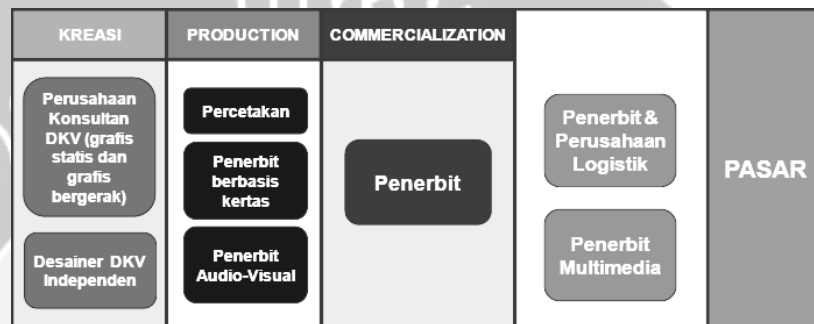 KREASI
PRODUCTION
COMMERCIALIZATION
Perusahaan
Konsultan
DKV (grafis
statis dan
grafis
bergerak)
Desainer DKV
Independen
Percetakan
Penerbit
berbasis
kertas
Penerbit
Audio-Visual
Penerbit
Penerbit &
Perusahaan
Logistik
Penerbit
Multimedia
PASAR